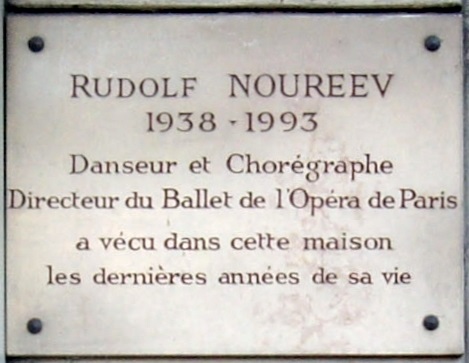 RUDOLF NOUREEV
1938 - 1993
Danseur et Chorégraphe
Directeur du Ballet de l'Opéra de Paris
a vécu dans cette maison
les dernières années de sa vie